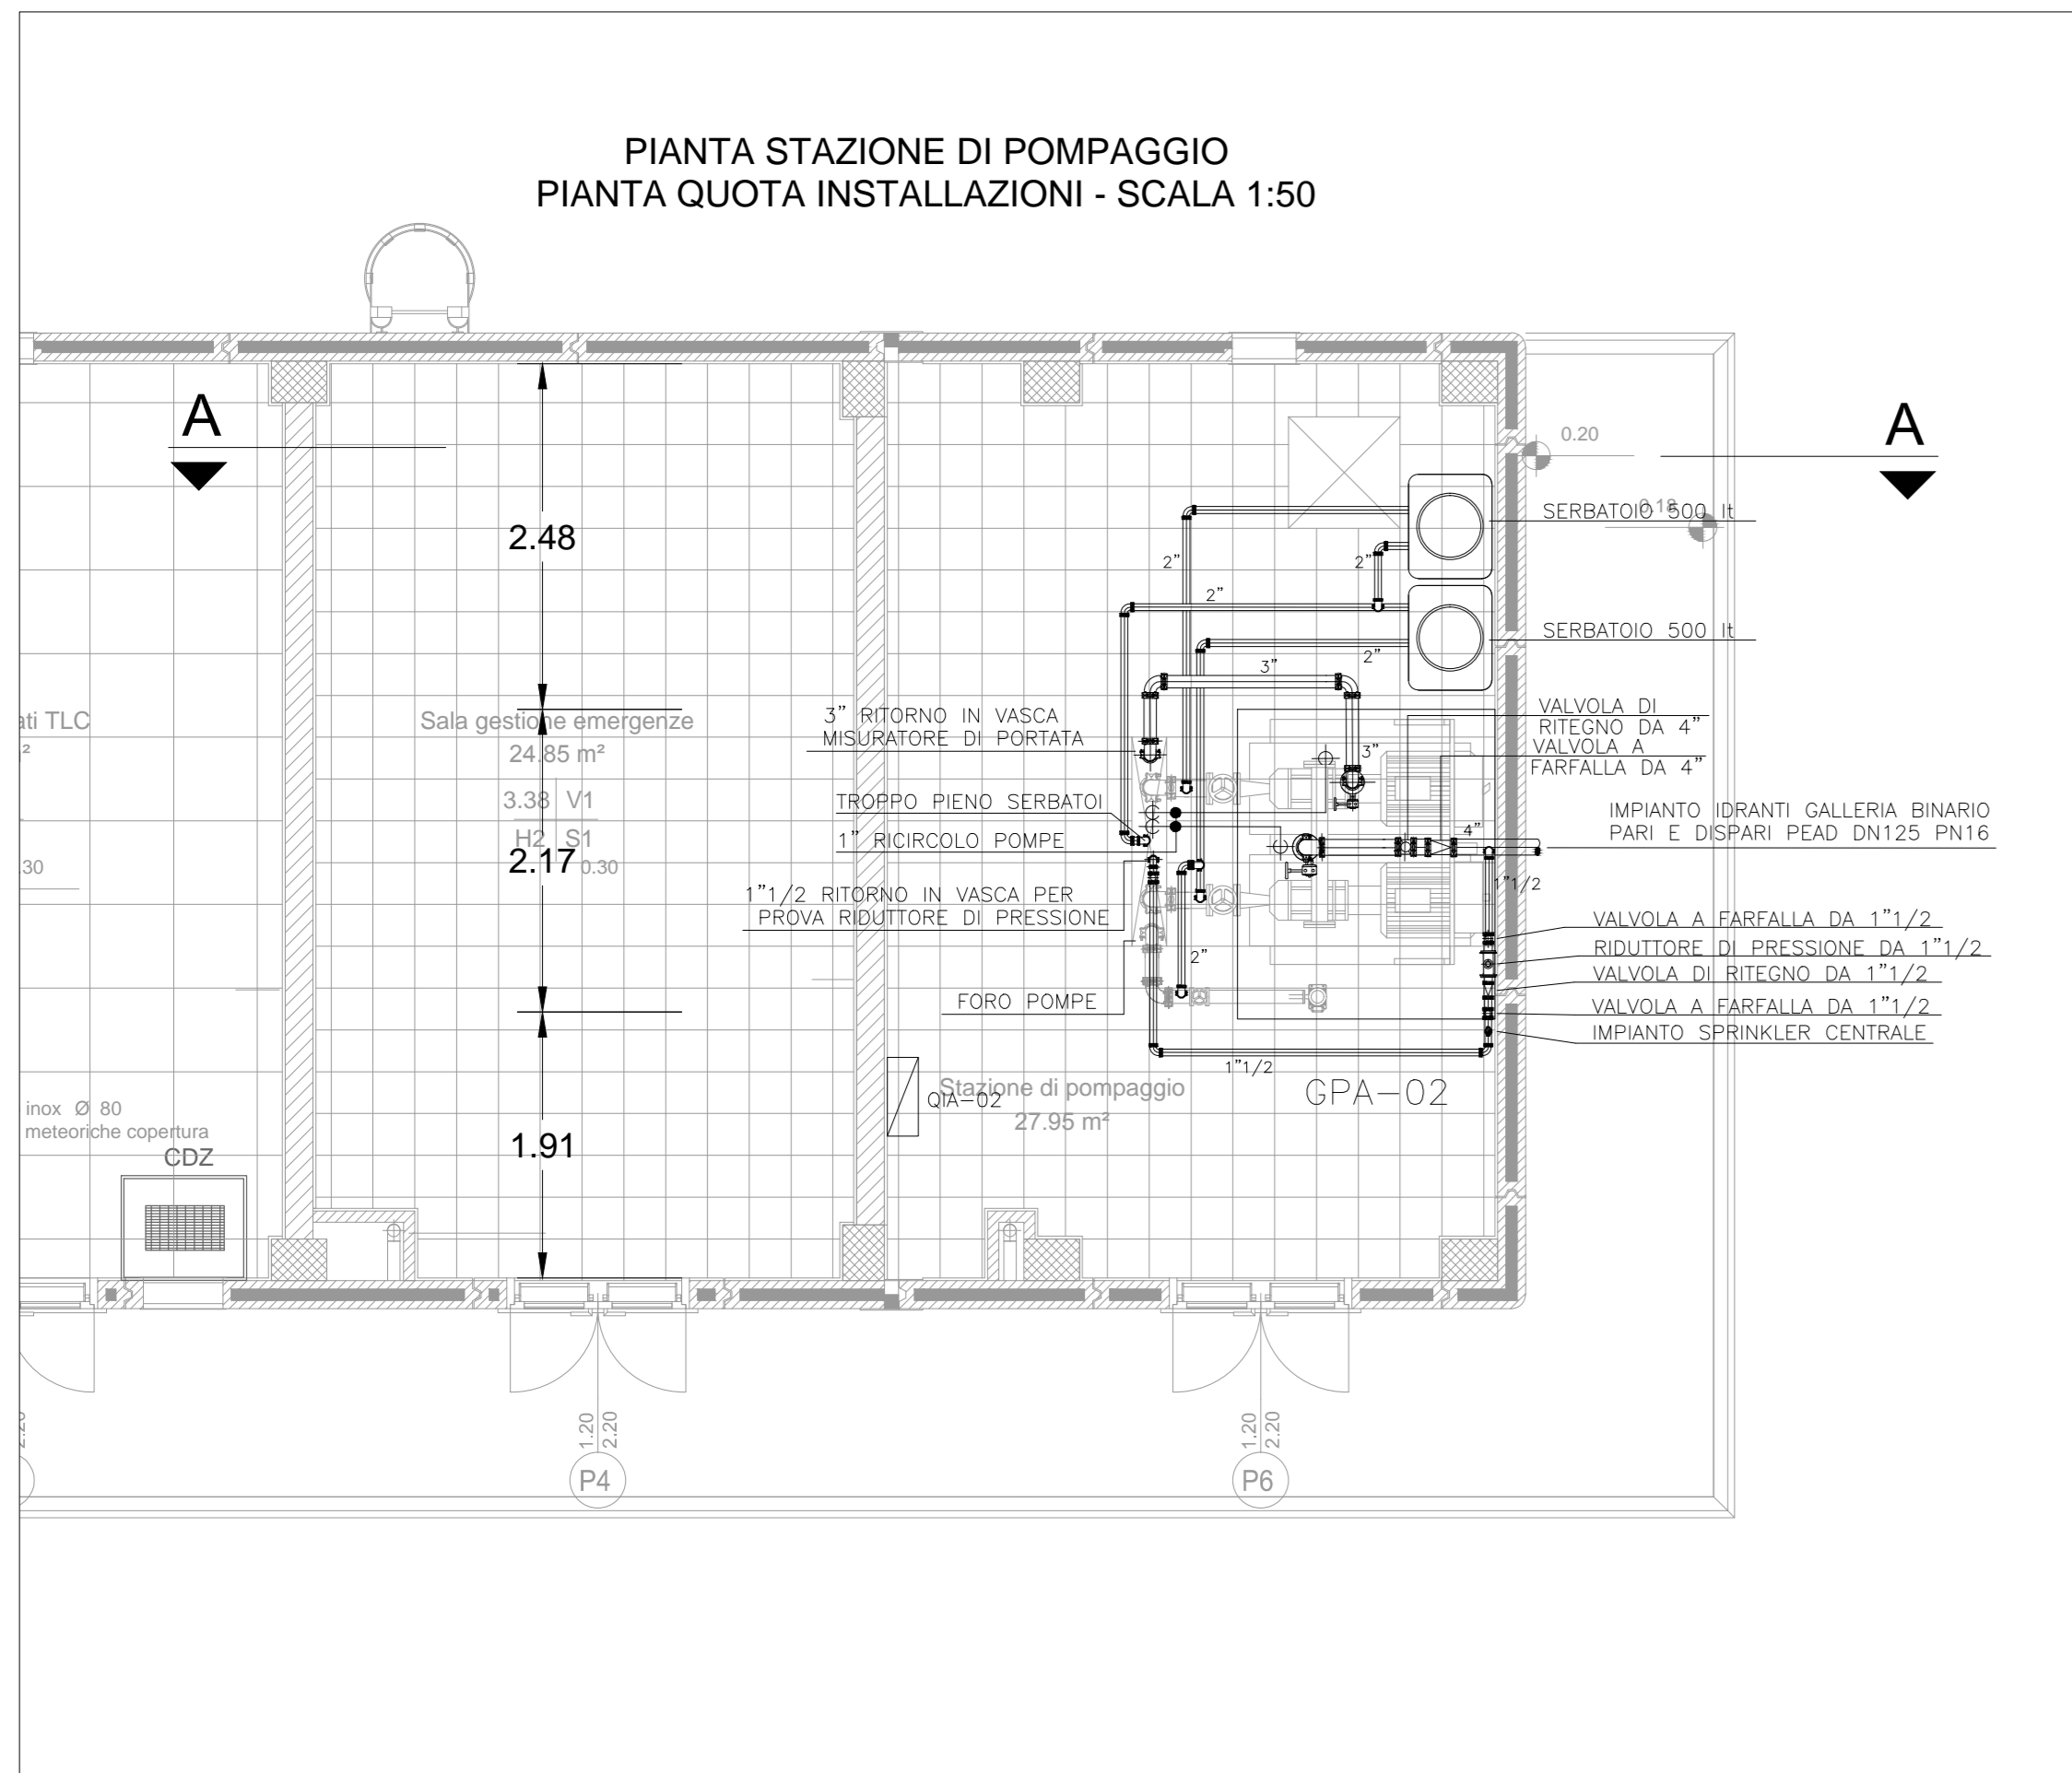 PIANTA STAZIONE DI POMPAGGIO
PIANTA QUOTA INSTALLAZIONI - SCALA 1:50
A
A
0.20
0.18
2.48
SERBATOIO 500 lt
2"
2"
2"
SERBATOIO 500 lt
2"
3"
ati TLC
²
Sala gestione emergenze
24.85 m²
3.38 V1
H2 S1
0.30
2.17
.30
3" RITORNO IN VASCA
MISURATORE DI PORTATA
3"
VALVOLA DI
RITEGNO DA 4"
VALVOLA A
FARFALLA DA 4"
TROPPO PIENO SERBATOI
1" RICIRCOLO POMPE
4"
IMPIANTO IDRANTI GALLERIA BINARIO
PARI E DISPARI PEAD DN125 PN16
1"1/2 RITORNO IN VASCA PER
PROVA RIDUTTORE DI PRESSIONE
1"1/2
2"
VALVOLA A FARFALLA DA 1"1/2
RIDUTTORE DI PRESSIONE DA 1"1/2
VALVOLA DI RITEGNO DA 1"1/2
VALVOLA A FARFALLA DA 1"1/2
IMPIANTO SPRINKLER CENTRALE
FORO POMPE
1"1/2
GPA-02
QIA-02
Stazione di pompaggio
27.95 m²
inox Ø 80
meteoriche copertura
CDZ
1.91
1.20
2.20
P4
1.20
2.20
P6